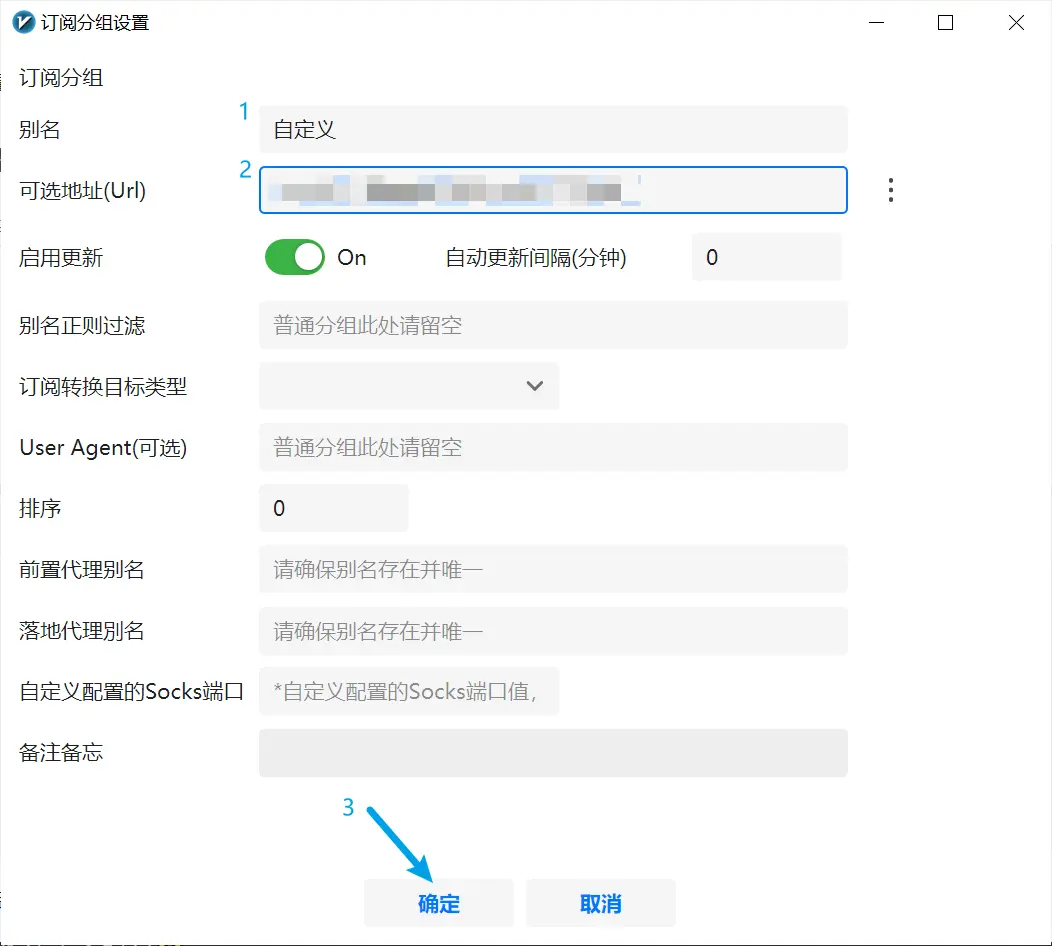 订阅分组设置
订阅分组
1
别名 自定义
2
可选地址(Url)
启用更新 On 自动更新间隔(分钟) 0
别名正则过滤 普通分组此处请留空
订阅转换目标类型
User Agent(可选) 普通分组此处请留空
排序 0
前置代理别名 请确保别名存在并唯一
落地代理别名 请确保别名存在并唯一
自定义配置的Socks端口 *自定义配置的Socks端口值,
备注备忘
3
确定 取消